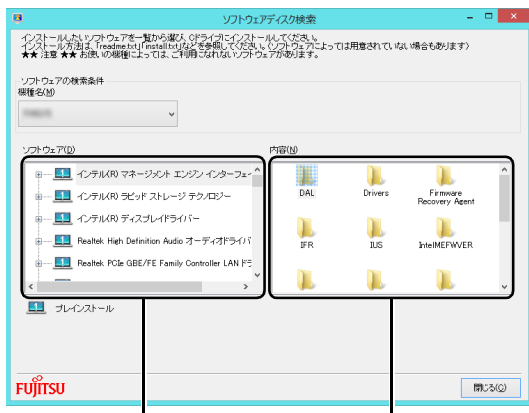 ソフトウェアディスク検索
インストールしたいソフトウェアを一覧から選び、Cドライブにインストールしてください。
インストール方法は、「readme.txt」「install.txt」などを参照してください。(ソフトウェアによっては用意されていない場合もあります)
★★ 注意 ★★ お使いの機種によっては、ご利用になれないソフトウェアがあります。
ソフトウェアの検索条件
機種名(M)
ソフトウェア(D)
内容(N)
インテル(R) マネージメント エンジン インターフェー
インテル(R) ラピッド ストレージ テクノロジー
インテル(R) ディスプレイドライバー
Realtek High Definition Audio オーディオドライバ
Realtek PCIe GBE/FE Family Controller LANドラ
DAL
Drivers
Firmware
Recovery Agent
IFR
IUS
IntelMEFWVER
プレインストール
FUJITSU
閉じる(C)